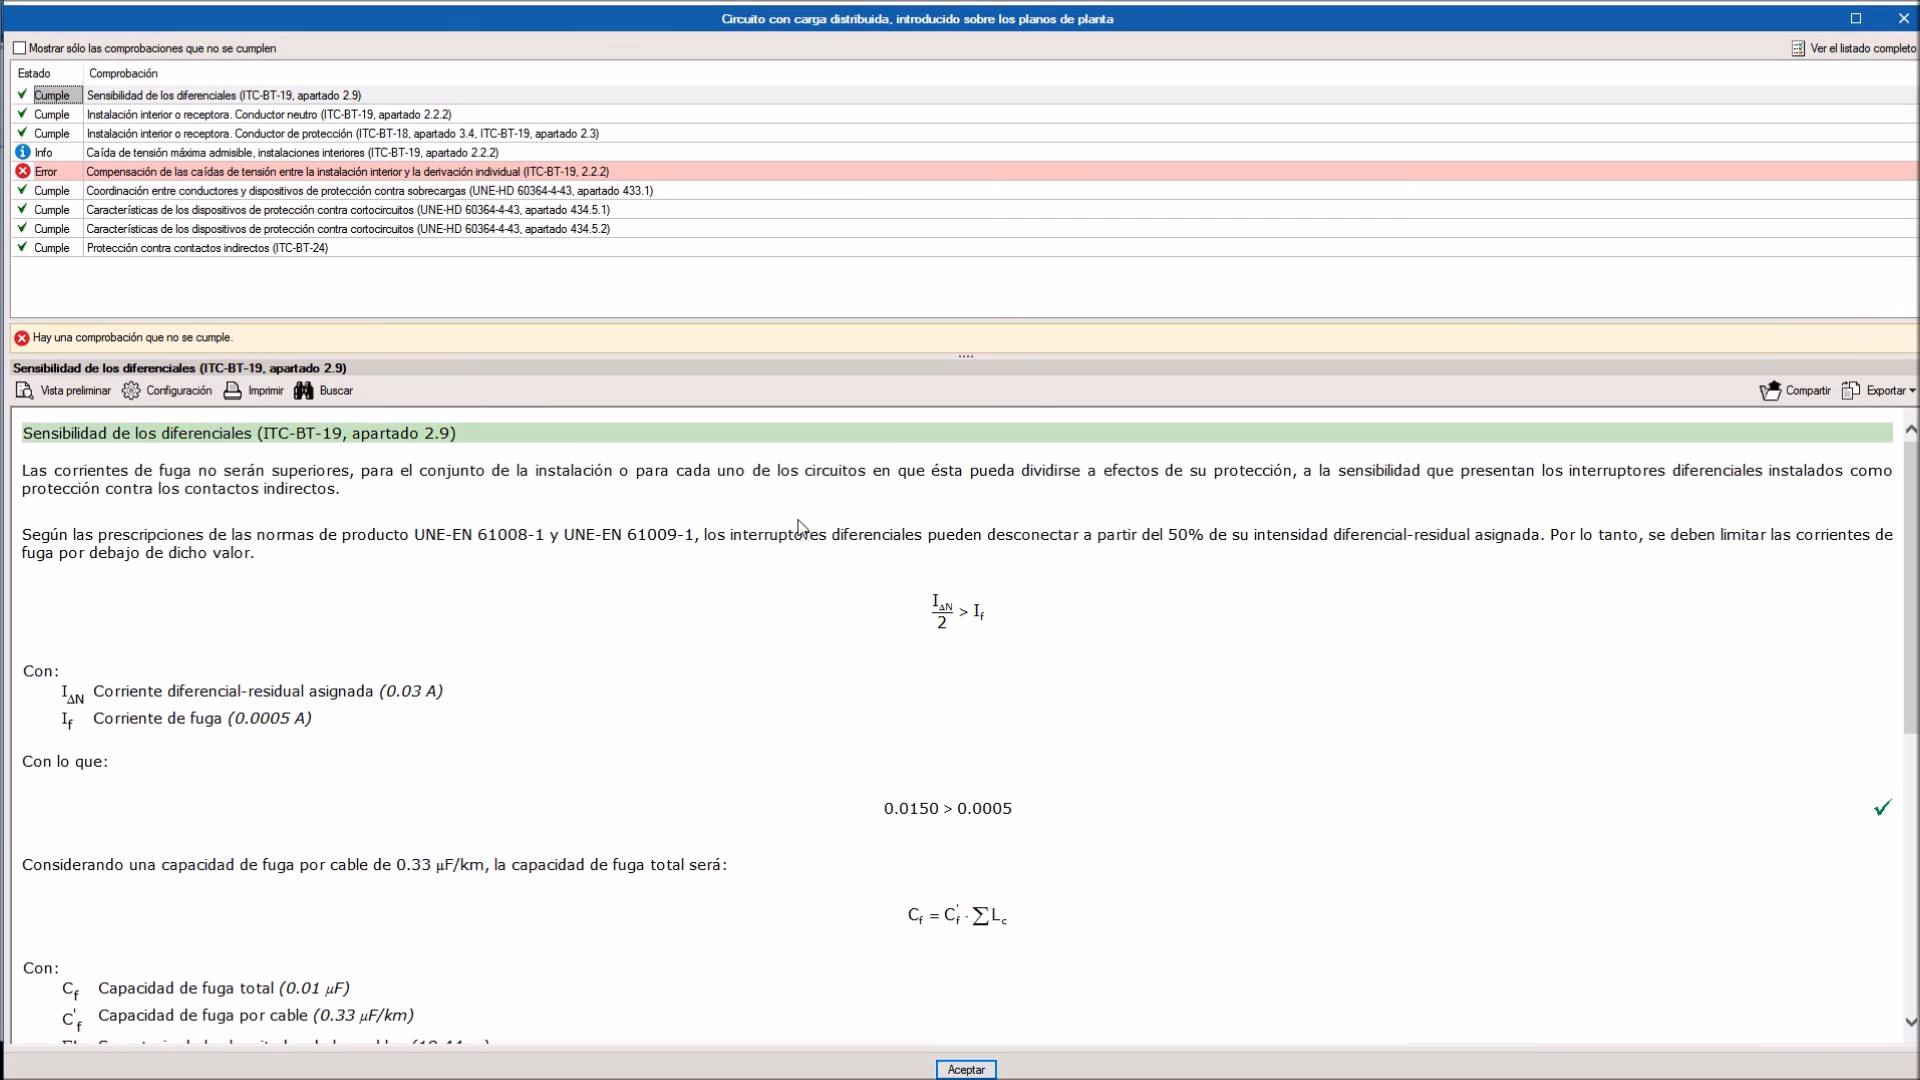 Circuito con carga distribuida, introducido sobre los planos de planta
Mostrar sólo las comprobaciones que no se cumplen
Ver el listado completo
Estado Comprobación
Cumple Sensibilidad de los diferenciales (ITC-BT-19, apartado 2.9)
Cumple Instalación interior o receptora. Conductor neutro (ITC-BT-19, apartado 2.2.2)
Cumple Instalación interior o receptora. Conductor de protección (ITC-BT-18, apartado 3.4, ITC-BT-19, apartado 2.3)
Info Caída de tensión máxima admisible, instalaciones interiores (ITC-BT-19, apartado 2.2.2)
Error Compensación de las caídas de tensión entre la instalación interior y la derivación individual (ITC-BT-19, 2.2.2)
Cumple Coordinación entre conductores y dispositivos de protección contra sobrecargas (UNE-HD 60364-4-43, apartado 433.1)
Cumple Características de los dispositivos de protección contra cortocircuitos (UNE-HD 60364-4-43, apartado 434.5.1)
Cumple Características de los dispositivos de protección contra cortocircuitos (UNE-HD 60364-4-43, apartado 434.5.2)
Cumple Protección contra contactos indirectos (ITC-BT-24)
Hay una comprobación que no se cumple.
Sensibilidad de los diferenciales (ITC-BT-19, apartado 2.9)
Vista preliminar Configuración Imprimir Buscar Compartir Exportar
Sensibilidad de los diferenciales (ITC-BT-19, apartado 2.9)
Las corrientes de fuga no serán superiores, para el conjunto de la instalación o para cada uno de los circuitos en que ésta pueda dividirse a efectos de su protección, a la sensibilidad que presentan los interruptores diferenciales instalados como
protección contra los contactos indirectos.
Según las prescripciones de las normas de producto UNE-EN 61008-1 y UNE-EN 61009-1, los interruptores diferenciales pueden desconectar a partir del 50% de su intensidad diferencial-residual asignada. Por lo tanto, se deben limitar las corrientes de
fuga por debajo de dicho valor.
IΔN / 2 > If
Con:
IΔN Corriente diferencial-residual asignada (0.03 A)
If Corriente de fuga (0.0005 A)
Con lo que:
0.0150 > 0.0005
Considerando una capacidad de fuga por cable de 0.33 µF/km, la capacidad de fuga total será:
Cf = C'f · ∑Lc
Con:
Cf Capacidad de fuga total (0.01 µF)
C'f Capacidad de fuga por cable (0.33 µF/km)
Aceptar